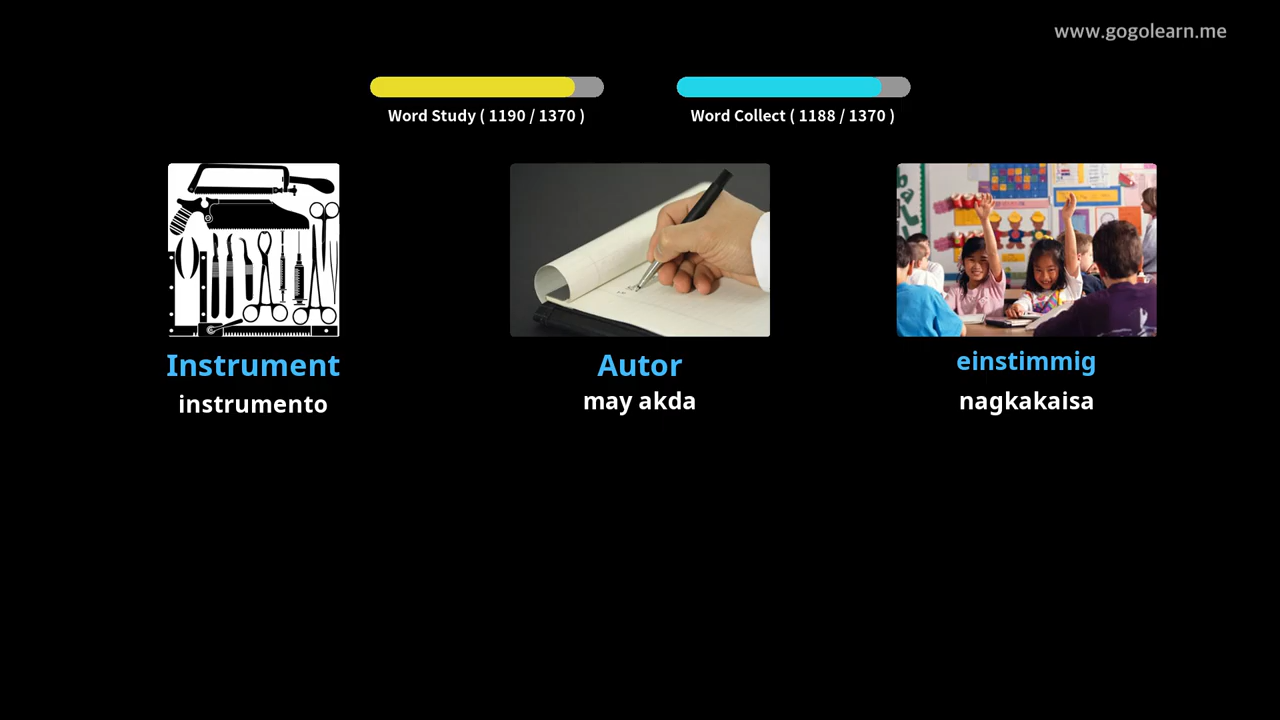 www.gogolearn.me
Word Study ( 1190 / 1370 )
Word Collect ( 1188 / 1370 )
Instrument
instrumento
Autor
may akda
einstimmig
nagkakaisa